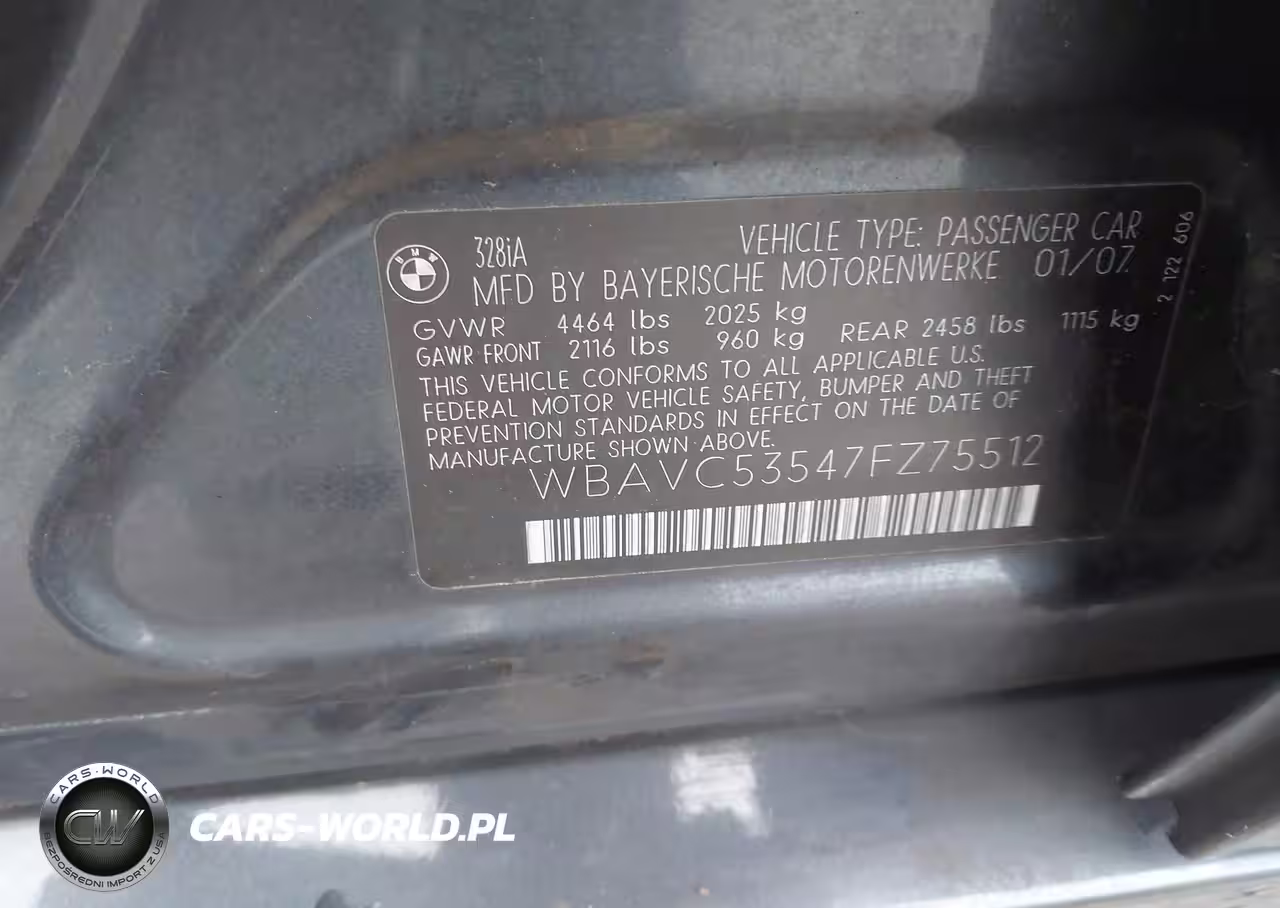 BMW
328iA
VEHICLE TYPE: PASSENGER CAR
MFD BY BAYERISCHE MOTORENWERKE 01/07
GVWR 4464 lbs 2025 kg
GAWR FRONT 2116 lbs 960 kg REAR 2458 lbs 1115 kg
THIS VEHICLE CONFORMS TO ALL APPLICABLE U.S.
FEDERAL MOTOR VEHICLE SAFETY, BUMPER AND THEFT
PREVENTION STANDARDS IN EFFECT ON THE DATE OF
MANUFACTURE SHOWN ABOVE.
WBAVC53547FZ75512
2 122 606
CARS-WORLD
CW
BEZPOŚREDNI IMPORT Z USA
CARS-WORLD.PL